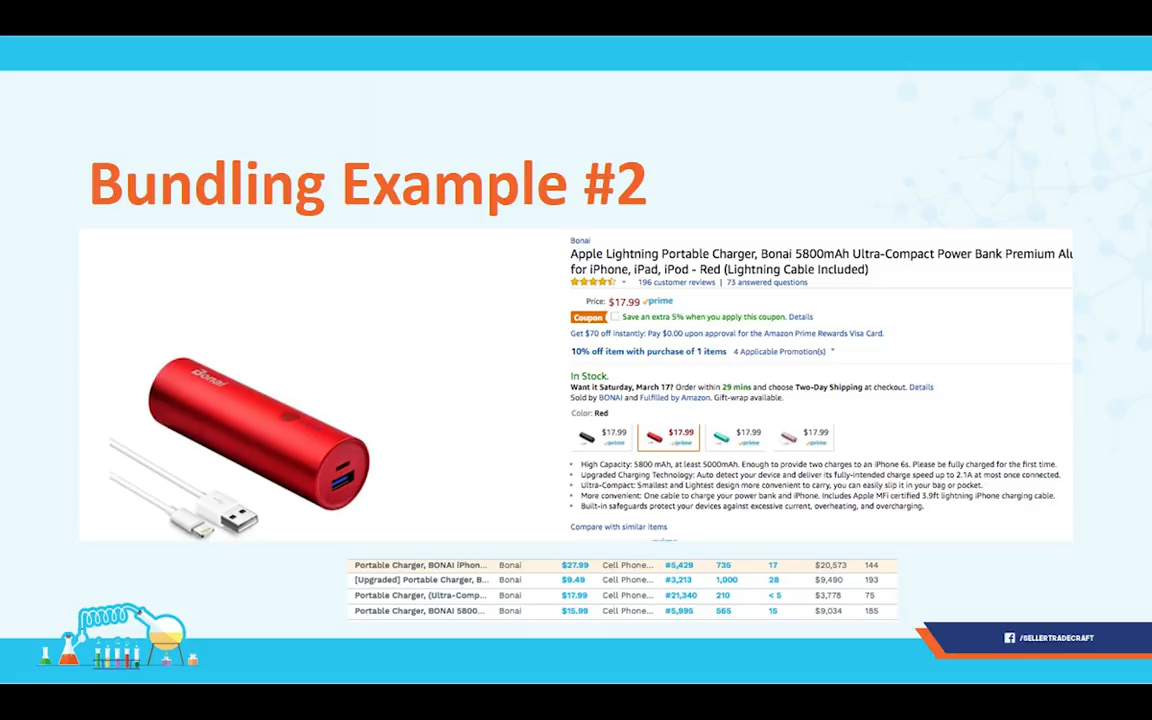 Bundling Example #2
Bonai
Bonai
Apple Lightning Portable Charger, Bonai 5800mAh Ultra-Compact Power Bank Premium Alu
for iPhone, iPad, iPod - Red (Lightning Cable Included)
196 customer reviews | 73 answered questions
Price: $17.99 prime
Coupon Save an extra 5% when you apply this coupon. Details
Get $70 off instantly: Pay $0.00 upon approval for the Amazon Prime Rewards Visa Card.
10% off item with purchase of 1 items 4 Applicable Promotion(s)
In Stock.
Want it Saturday, March 17? Order within 29 mins and choose Two-Day Shipping at checkout. Details
Sold by BONAI and Fulfilled by Amazon. Gift-wrap available.
Color: Red
$17.99 $17.99 $17.99 $17.99
prime prime prime prime
• High Capacity: 5800 mAh, at least 5000mAh. Enough to provide two charges to an iPhone 6s. Please be fully charged for the first time.
• Upgraded Charging Technology: Auto detect your device and deliver its fully-intended charge speed up to 2.1A at most once connected.
• Ultra-Compact: Smallest and Lightest design more convenient to carry, you can easily slip it in your bag or pocket.
• More convenient: One cable to charge your power bank and iPhone. Includes Apple MFi certified 3.9ft lightning iPhone charging cable.
• Built-in safeguards protect your devices against excessive current, overheating, and overcharging.
Compare with similar items
Portable Charger, BONAI iPhon... Bonai $27.99 Cell Phone... #5,429 735 17 $20,573 144
[Upgraded] Portable Charger, B... Bonai $9.49 Cell Phone... #3,213 1,000 28 $9,490 193
Portable Charger, (Ultra-Comp... Bonai $17.99 Cell Phone... #21,340 210 < 5 $3,778 75
Portable Charger, BONAI 5800... Bonai $15.99 Cell Phone... #5,995 565 15 $9,034 185
/SELLERTRADECRAFT